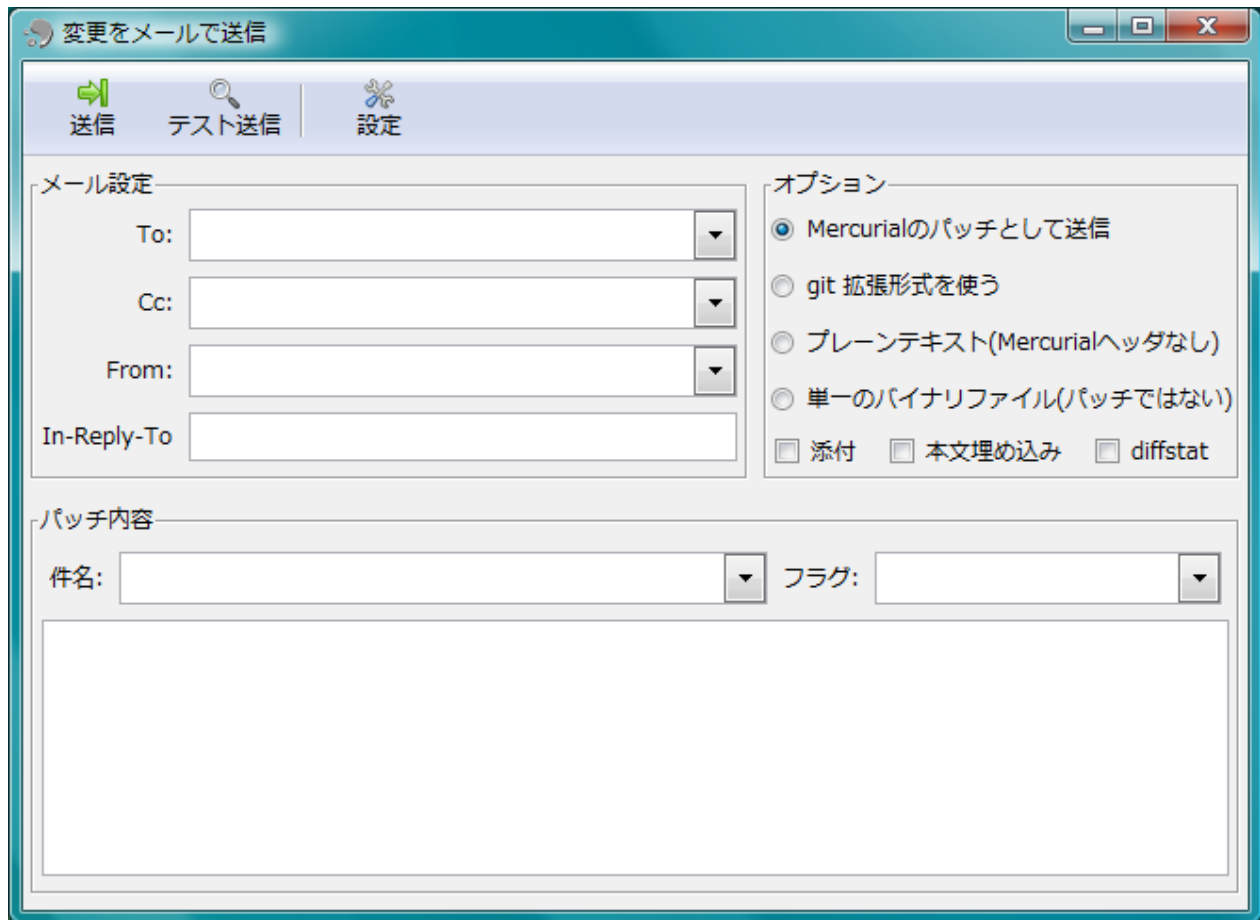 変更をメールで送信
送信 テスト送信 設定
メール設定
To:
Cc:
From:
In-Reply-To
オプション
Mercurialのパッチとして送信
git 拡張形式を使う
プレーンテキスト(Mercurialヘッダなし)
単一のバイナリファイル(パッチではない)
添付 本文埋め込み diffstat
パッチ内容
件名: フラグ: